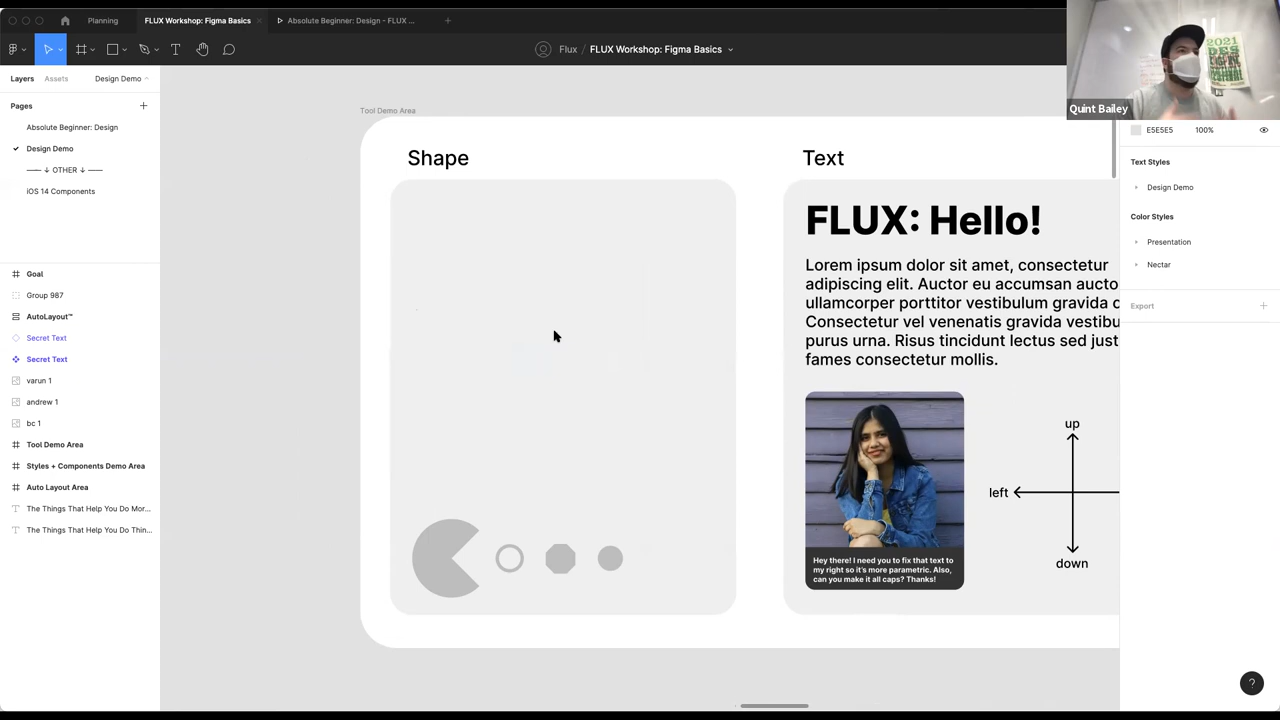 Planning
FLUX Workshop: Figma Basics
Absolute Beginner: Design - FLUX ...
Flux / FLUX Workshop: Figma Basics
2021
Quint Bailey
Layers
Assets
Design Demo
Pages
Absolute Beginner: Design
Design Demo
↓ OTHER ↓
iOS 14 Components
Goal
Group 987
AutoLayout™
Secret Text
Secret Text
varun 1
andrew 1
bc 1
Tool Demo Area
Styles + Components Demo Area
Auto Layout Area
The Things That Help You Do Mor...
The Things That Help You Do Thin...
Tool Demo Area
Shape
Text
FLUX: Hello!
Lorem ipsum dolor sit amet, consectetur
adipiscing elit. Auctor eu accumsan aucto
ullamcorper porttitor vestibulum gravida c
Consectetur vel venenatis gravida vestibu
purus urna. Risus tincidunt lectus sed just
fames consectetur mollis.
Hey there! I need you to fix that text to
my right so it's more parametric. Also,
can you make it all caps? Thanks!
up
left
down
E5E5E5
100%
Text Styles
Design Demo
Color Styles
Presentation
Nectar
Export
?